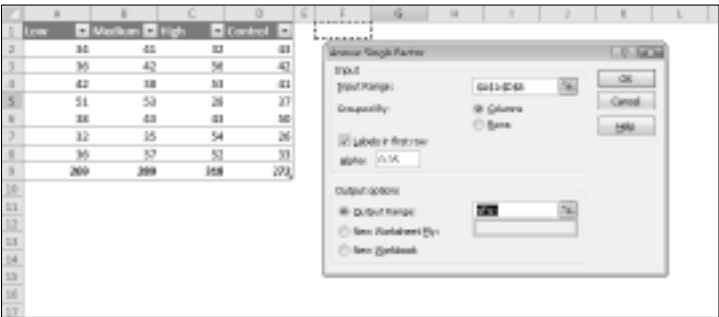 A B C D E F G H I J K L
1 Low Medium High Control
2 34 41 32 43
3 36 42 56 42
4 42 38 53 41
5 51 53 28 37
6 38 43 43 50
7 32 35 54 26
8 36 37 52 33
9 269 289 318 272
10
11
12
13
14
15
16
17
Anova: Single Factor
Input
Input Range:
OK
Grouped By:
Columns
Cancel
Rows
Help
Labels in first row
Alpha:
Output options
Output Range:
New Worksheet Ply:
New Workbook